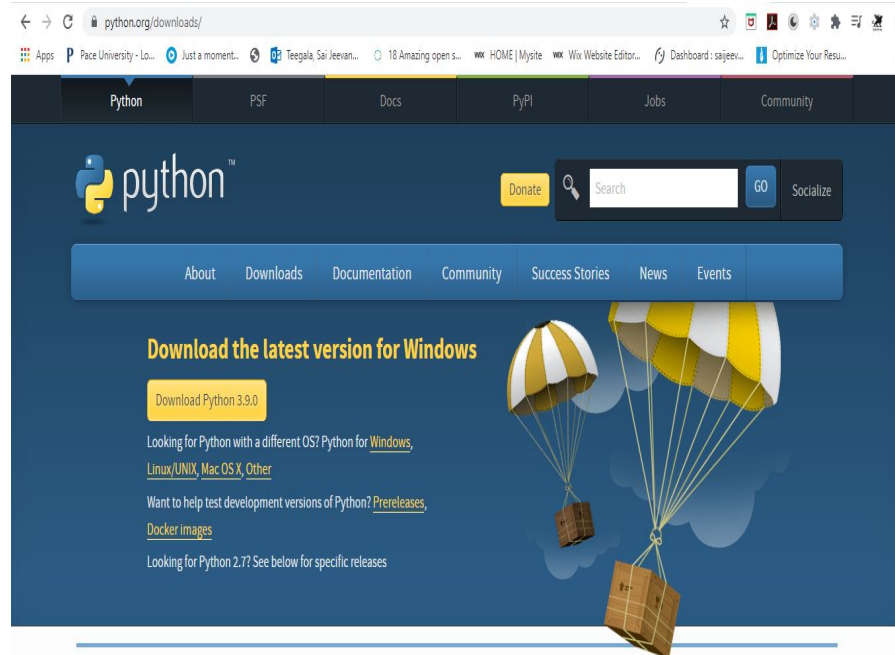 python.org/downloads/
Apps Pace University - Lo... Just a moment... Teegala, Sai Jeevan... 18 Amazing open s... WIX HOME | Mysite WIX Wix Website Editor... Dashboard : saijeev... Optimize Your Resu...
Python PSF Docs PyPI Jobs Community
python™
Donate Search GO Socialize
About Downloads Documentation Community Success Stories News Events
Download the latest version for Windows
Download Python 3.9.0
Looking for Python with a different OS? Python for Windows,
Linux/UNIX, Mac OS X, Other
Want to help test development versions of Python? Prereleases,
Docker images
Looking for Python 2.7? See below for specific releases